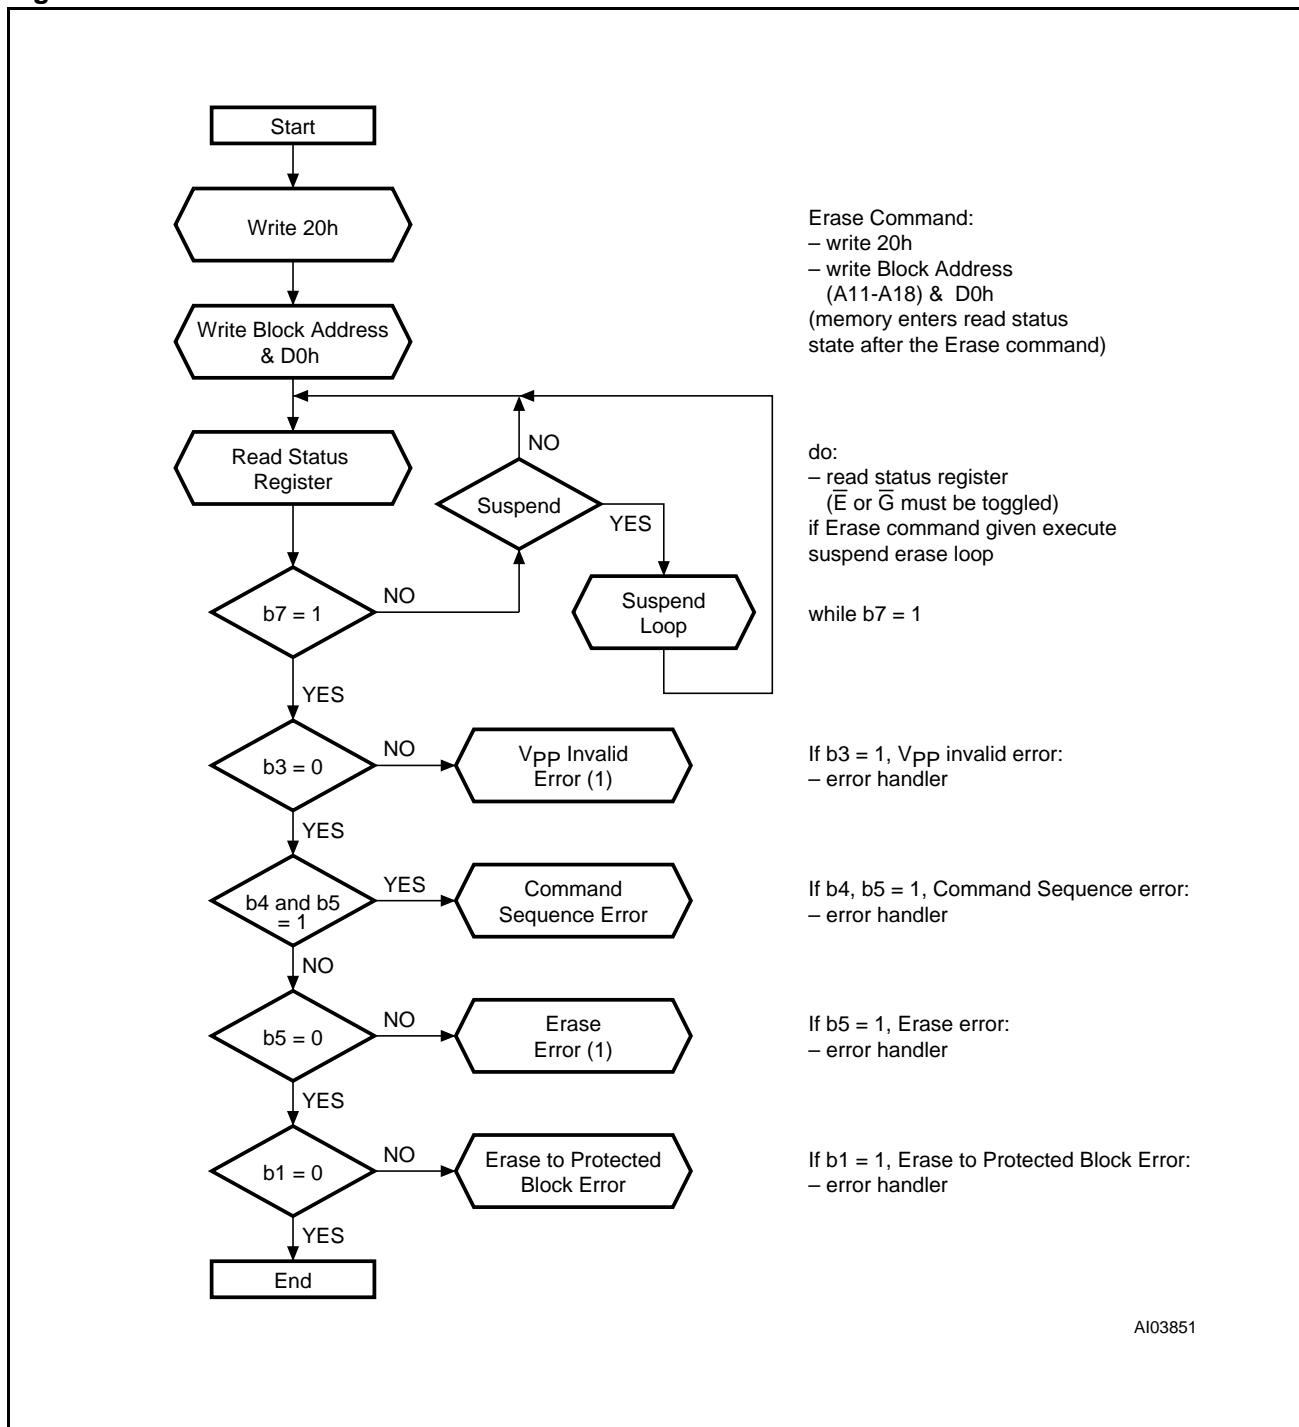 Start
Write 20h
Write Block Address
& D0h
Read Status
Register
NO
Suspend
YES
Suspend
Loop
b7 = 1
NO
YES
b3 = 0
NO
VPP Invalid
Error (1)
YES
b4 and b5
= 1
YES
Command
Sequence Error
NO
b5 = 0
NO
Erase
Error (1)
YES
b1 = 0
NO
Erase to Protected
Block Error
YES
End
Erase Command:
– write 20h
– write Block Address
(A11-A18) & D0h
(memory enters read status
state after the Erase command)
do:
– read status register
(E̅ or G̅ must be toggled)
if Erase command given execute
suspend erase loop
while b7 = 1
If b3 = 1, VPP invalid error:
– error handler
If b4, b5 = 1, Command Sequence error:
– error handler
If b5 = 1, Erase error:
– error handler
If b1 = 1, Erase to Protected Block Error:
– error handler
AI03851